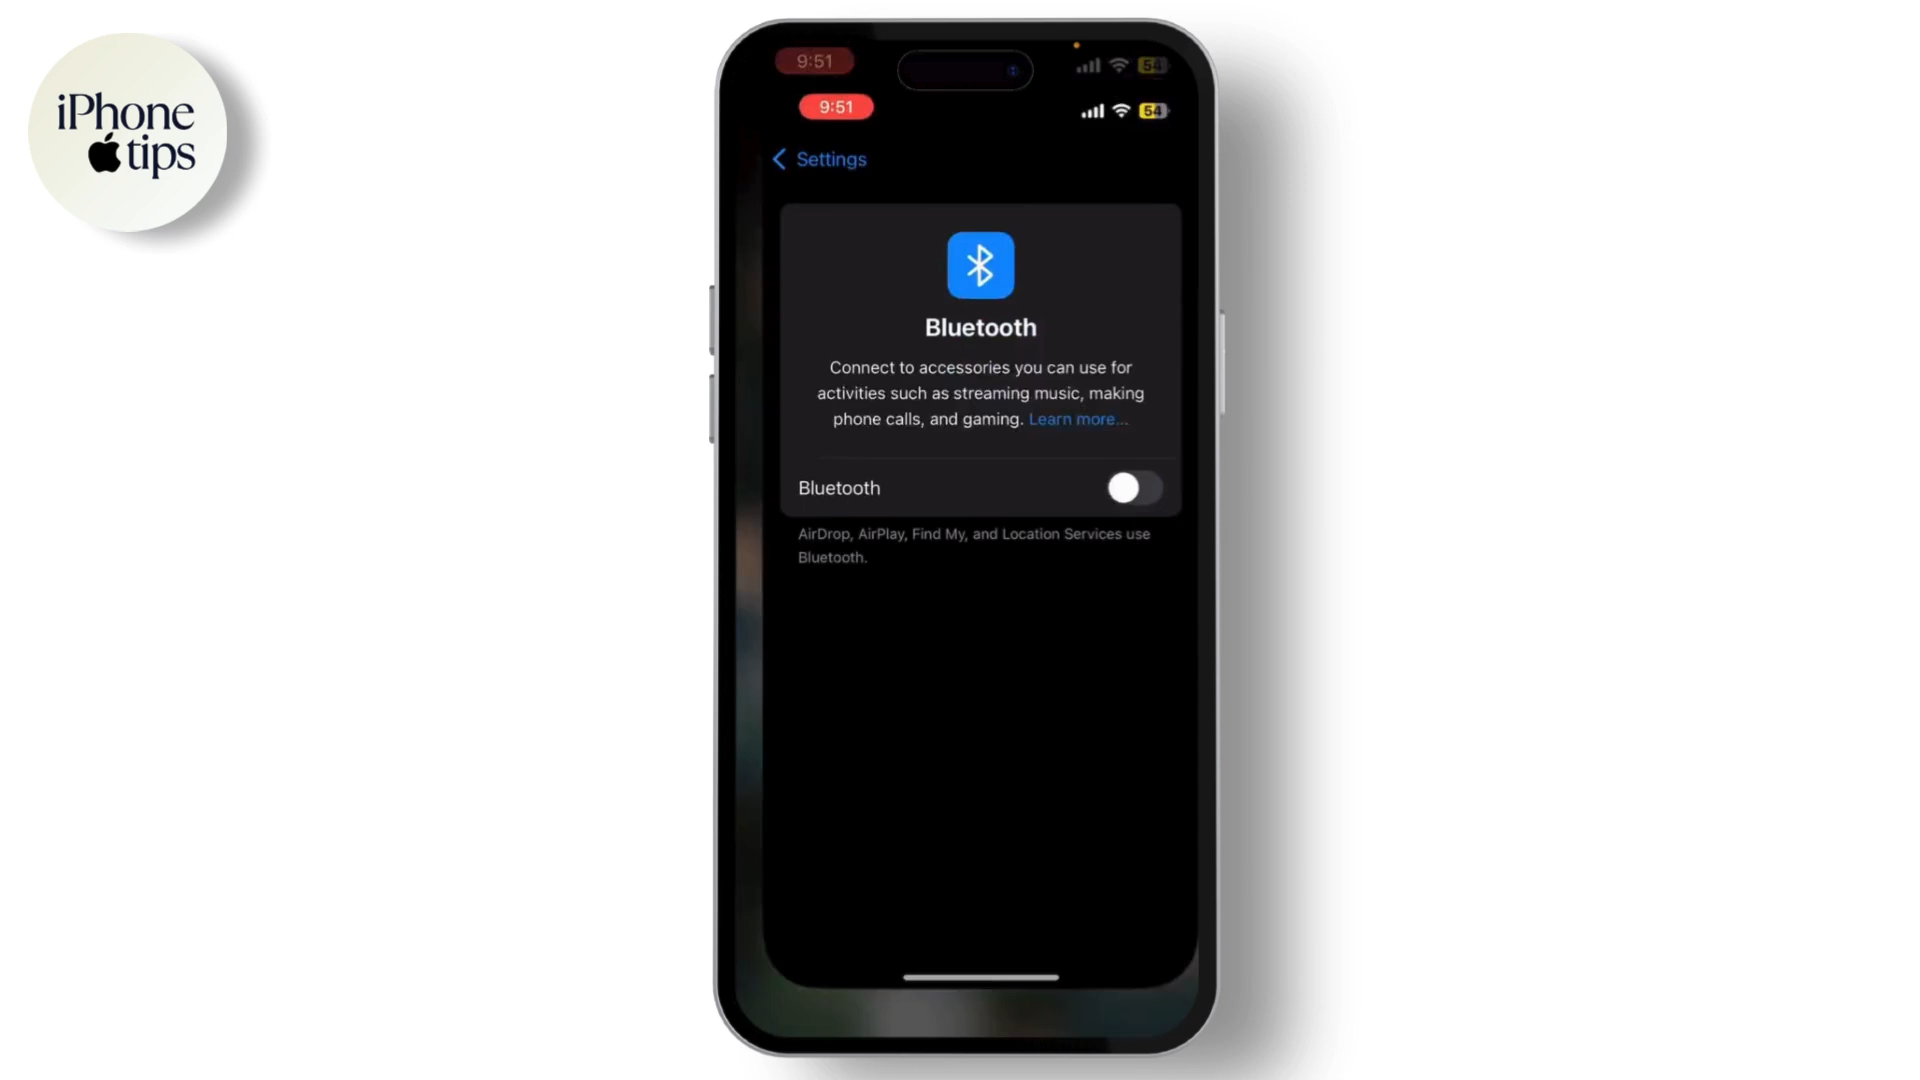 iPhone
tips
9:51
54
9:51
54
Settings
Bluetooth
Connect to accessories you can use for
activities such as streaming music, making
phone calls, and gaming. Learn more...
Bluetooth
AirDrop, AirPlay, Find My, and Location Services use
Bluetooth.